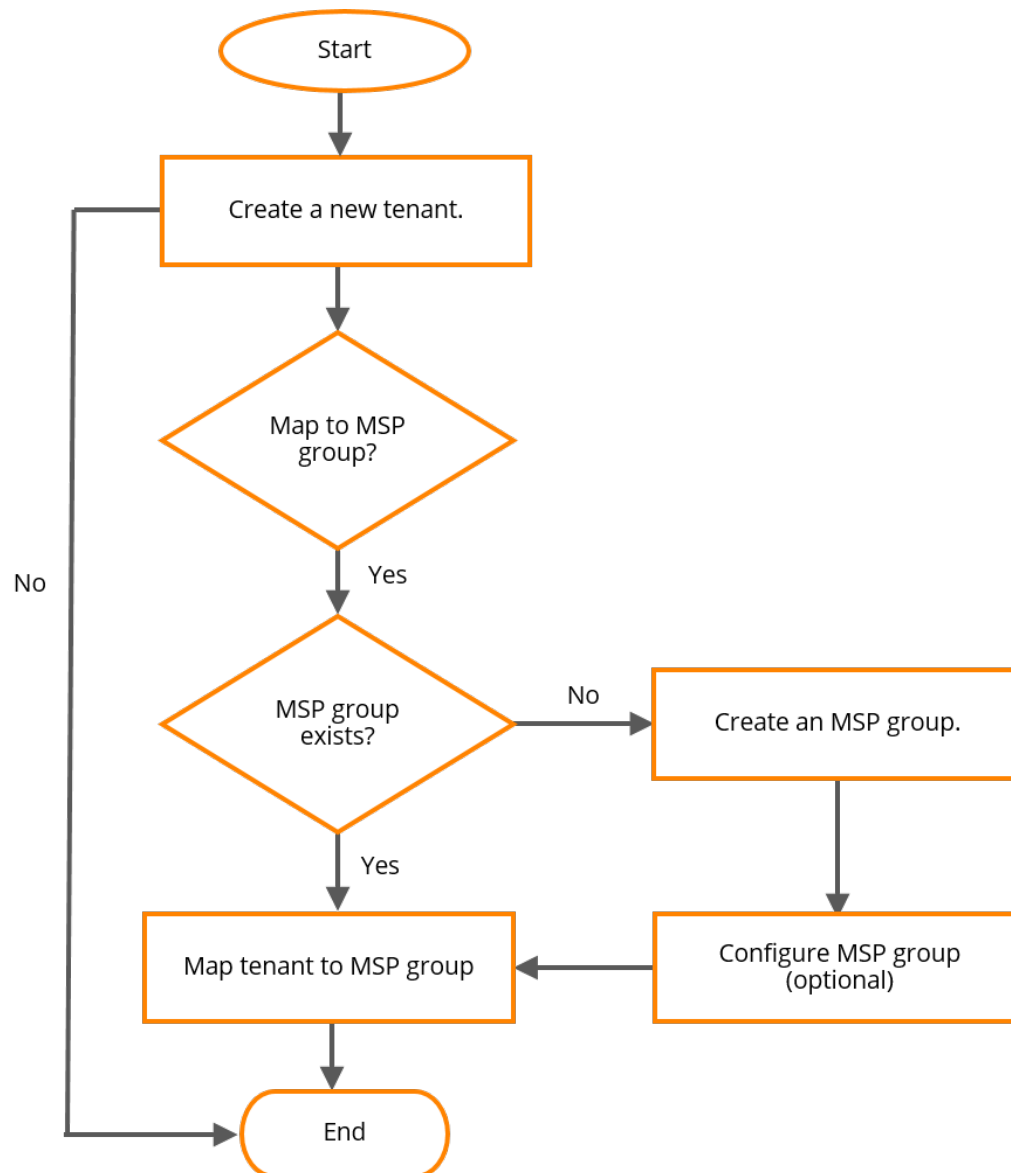 Start
Create a new tenant.
Map to MSP
group?
No
Yes
MSP group
exists?
No
Create an MSP group.
Yes
Map tenant to MSP group
Configure MSP group
(optional)
End